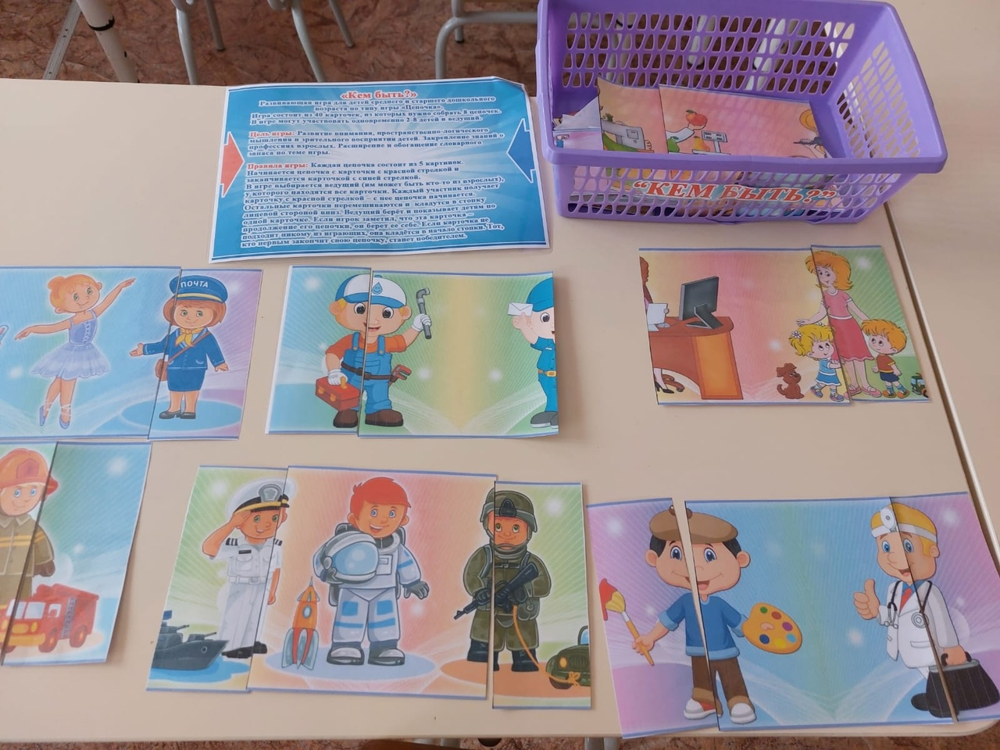 «Кем быть?»
Развивающая игра для детей среднего и старшего дошкольного
возраста по типу игры «Цепочка».
Игра состоит из 40 карточек, из которых нужно собрать 8 цепочек.
В игре могут участвовать одновременно 2-8 детей и ведущий.
Цель игры: Развитие внимания, пространственно-логического
мышления и зрительного восприятия детей. Закрепление знаний о
профессиях взрослых. Расширение и обогащение словарного
запаса по теме игры.
Правила игры: Каждая цепочка состоит из 5 картинок.
Начинается цепочка с карточки с красной стрелкой и
заканчивается карточкой с синей стрелкой.
В игре выбирается ведущий (им может быть кто-то из взрослых),
у которого находится все карточки. Каждый участник получает
карточку с красной стрелкой – с нее цепочка начинается.
Остальные карточки перемешиваются и кладутся в стопку
лицевой стороной вниз. Ведущий берёт и показывает детям по
одной карточке. Если игрок заметил, что эта карточка –
продолжение его цепочки, он берет ее себе. Если карточка не
подходит никому из играющих, она кладётся в начало стопки. Тот,
кто первым закончит свою цепочку, станет победителем.
“КЕМ БЫТЬ?”
ПОЧТА